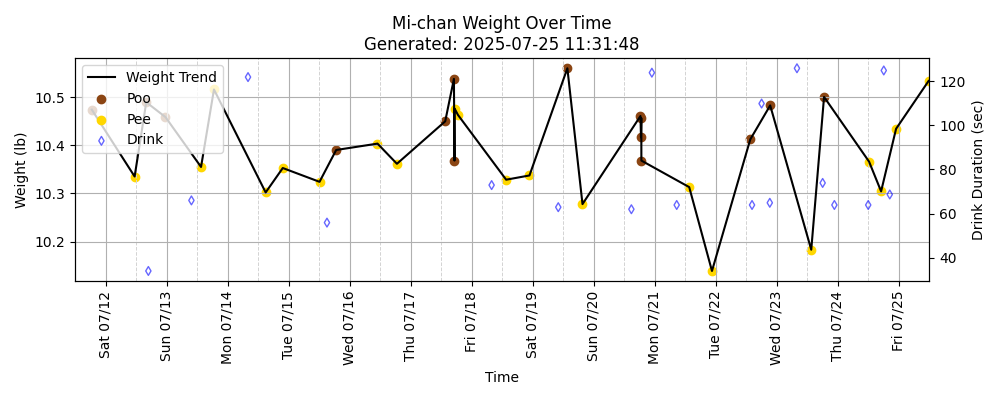 Mi-chan Weight Over Time
Generated: 2025-07-25 11:31:48
Weight Trend
Poo
Pee
Drink
Weight (lb)
10.5
10.4
10.3
10.2
120
100
80
60
40
Drink Duration (sec)
Sat 07/12
Sun 07/13
Mon 07/14
Tue 07/15
Wed 07/16
Thu 07/17
Fri 07/18
Sat 07/19
Sun 07/20
Mon 07/21
Tue 07/22
Wed 07/23
Thu 07/24
Fri 07/25
Time